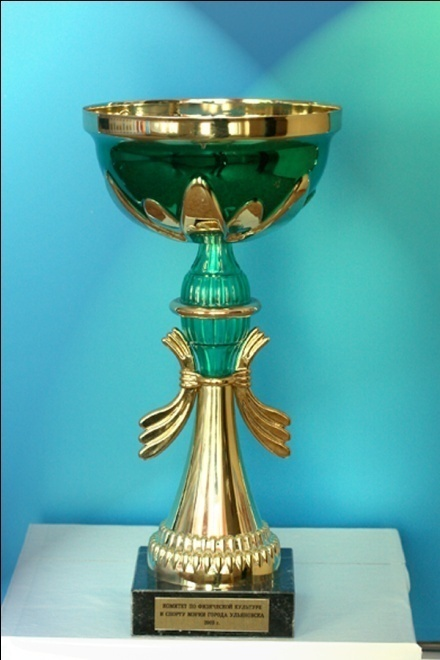 КОМИТЕТ ПО ФИЗИЧЕСКОЙ КУЛЬТУРЕ
И СПОРТУ МЭРИИ ГОРОДА УЛЬЯНОВСКА